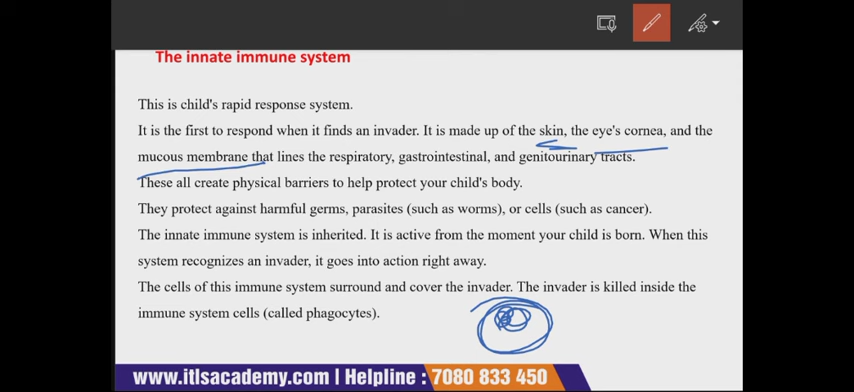 The innate immune system
This is child's rapid response system.
It is the first to respond when it finds an invader. It is made up of the skin, the eye's cornea, and the
mucous membrane that lines the respiratory, gastrointestinal, and genitourinary tracts.
These all create physical barriers to help protect your child's body.
They protect against harmful germs, parasites (such as worms), or cells (such as cancer).
The innate immune system is inherited. It is active from the moment your child is born. When this
system recognizes an invader, it goes into action right away.
The cells of this immune system surround and cover the invader. The invader is killed inside the
immune system cells (called phagocytes).
www.itlsacademy.com | Helpline : 7080 833 450